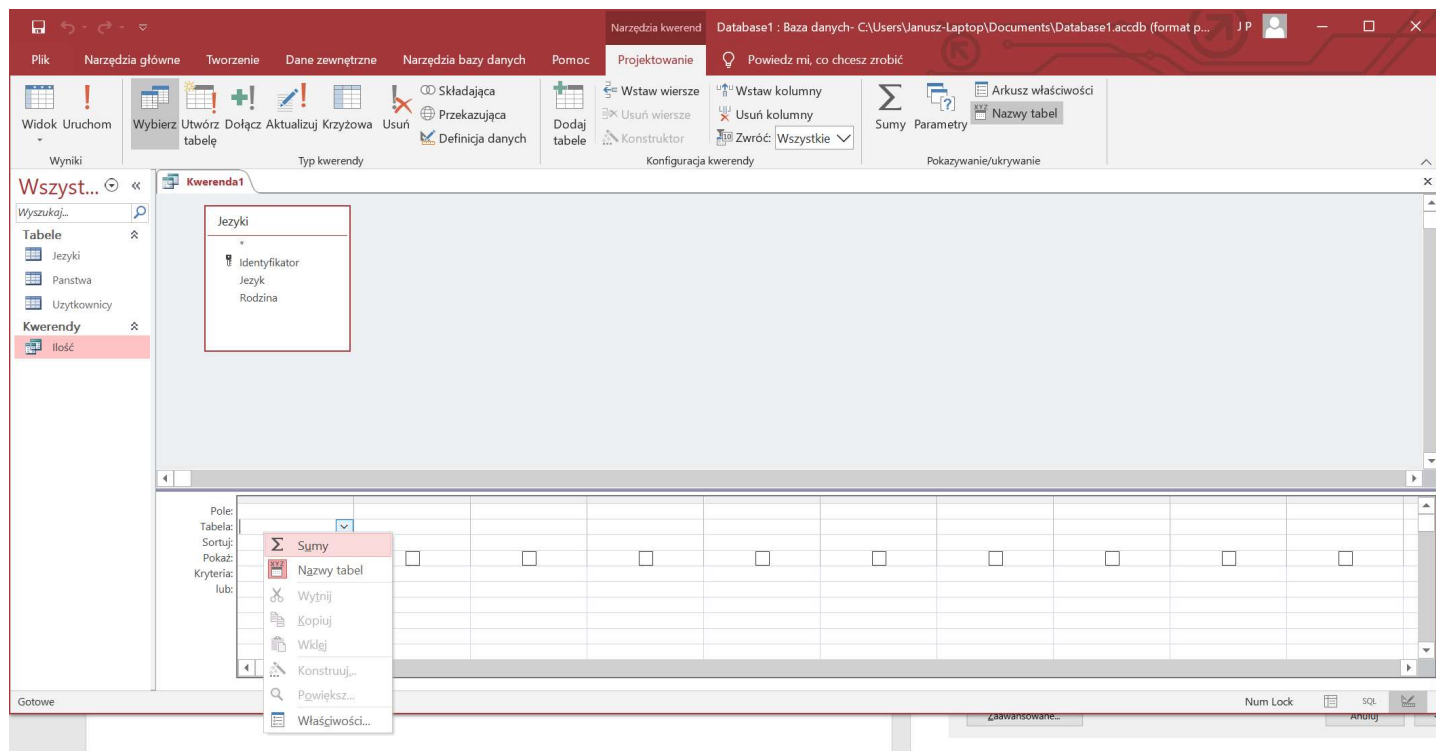 Narzędzia kwerend Database1 : Baza danych- C:\Users\Janusz-Laptop\Documents\Database1.accdb (format p... J P
Plik Narzędzia główne Tworzenie Dane zewnętrzne Narzędzia bazy danych Pomoc Projektowanie Powiedz mi, co chcesz zrobić
Widok Uruchom
Wyniki
Wybierz Utwórz tabelę Dołącz Aktualizuj Krzyżowa Usuń
Składająca
Przekazująca
Definicja danych
Typ kwerendy
Dodaj tabele
Wstaw wiersze
Usuń wiersze
Konstruktor
Wstaw kolumny
Usuń kolumny
Zwróć: Wszystkie
Konfiguracja kwerendy
Sumy Parametry
Arkusz właściwości
XYZ Nazwy tabel
Pokazywanie/ukrywanie
Wszyst...
Wyszukaj...
Tabele
Jezyki
Panstwa
Uzytkownicy
Kwerendy
Ilość
Kwerenda1
Jezyki
*
Identyfikator
Jezyk
Rodzina
Pole:
Tabela:
Sortuj:
Pokaż:
Kryteria:
lub:
Sumy
XYZ Nazwy tabel
Wytnij
Kopiuj
Wklej
Konstruuj...
Powiększ...
Właściwości...
Gotowe Num Lock SQL
Zaawansowane... Anuluj